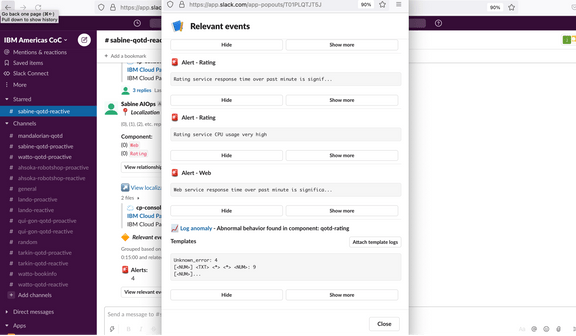 Go back one page (⌘←)
Pull down to history
https://app.slac
https://app.slack.com/app-popouts/T01PLQTJT5J
90%
90%
IBM Americas CoC
Mentions & reactions
Saved items
Slack Connect
More
Starred
sabine-qotd-reactive
Channels
mandalorian-qotd
sabine-qotd-proactive
watto-qotd-proactive
ahsoka-robotshop-proactive
ahsoka-robotshop-reactive
general
lando-proactive
lando-reactive
qui-gon-qotd-proactive
qui-gon-qotd-reactive
random
tarkin-qotd-proactive
tarkin-qotd-reactive
watto-bookinfo
watto-qotd-reactive
Add channels
Direct messages
Apps
# sabine-qotd-reac
+ Add a bookmark
IBM Cloud Pa
IBM Cloud Pa
3 replies
Sabine AIOps
Localization
(0), (1), (2), etc. rep
Component:
(0) Web
(0) Rating
View relationsh
View localiz
2 files
cp-consol
IBM Cloud
IBM Cloud Pa
Relevant eve
Grouped based on
0:15:00 and related
Alerts:
4
View relevant eve
Send a message to #
Relevant events
Hide
Show more
Alert - Rating
Rating service response time over past minute is signif...
Hide
Show more
Alert - Rating
Rating service CPU usage very high
Hide
Show more
Alert - Web
Web service response time over past minute is significa...
Hide
Show more
Log anomaly - Abnormal behavior found in component: qotd-rating
Templates
Attach template logs
Unknown_error: 4
[<NUM>] <TXT> <*> <*> <NUM>: 9
[<NUM>]...
Hide
Show more
Close